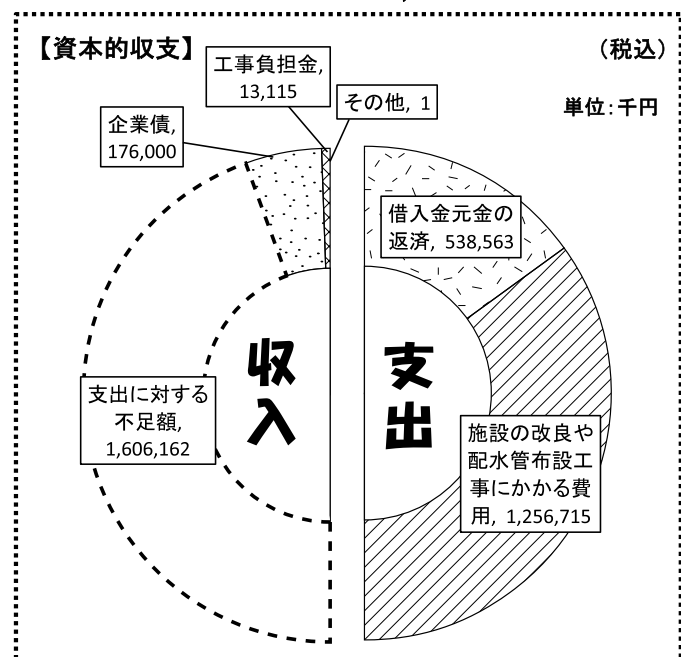 【資本的収支】
(税込)
単位：千円
工事負担金,
13,115
その他, 1
企業債,
176,000
借入金元金の
返済, 538,563
収入
支出
支出に対する
不足額,
1,606,162
施設の改良や
配水管布設工
事にかかる費
用, 1,256,715